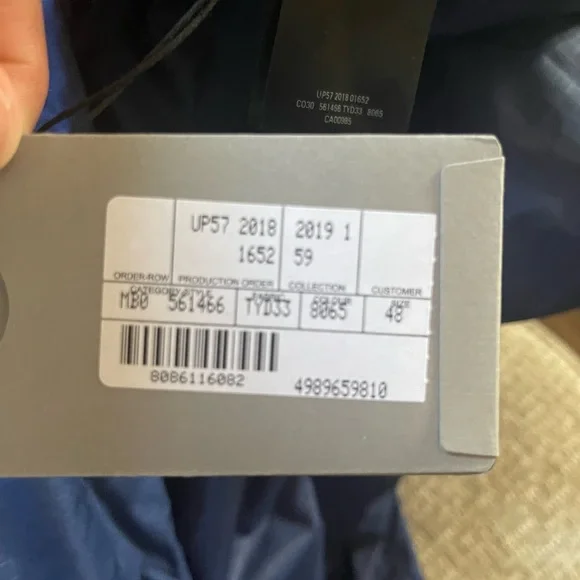 UP57 2018 01652
CO30 561466 TYD33 8065
CA00985
UP57 2018 2019 1
1652 59
ORDER-ROW PRODUCTION ORDER COLLECTION CUSTOMER
CATEGORY STYLE FABRIC COLOUR SIZE
MB0 561466 TYD33 8065 48
8086116082 4989659810